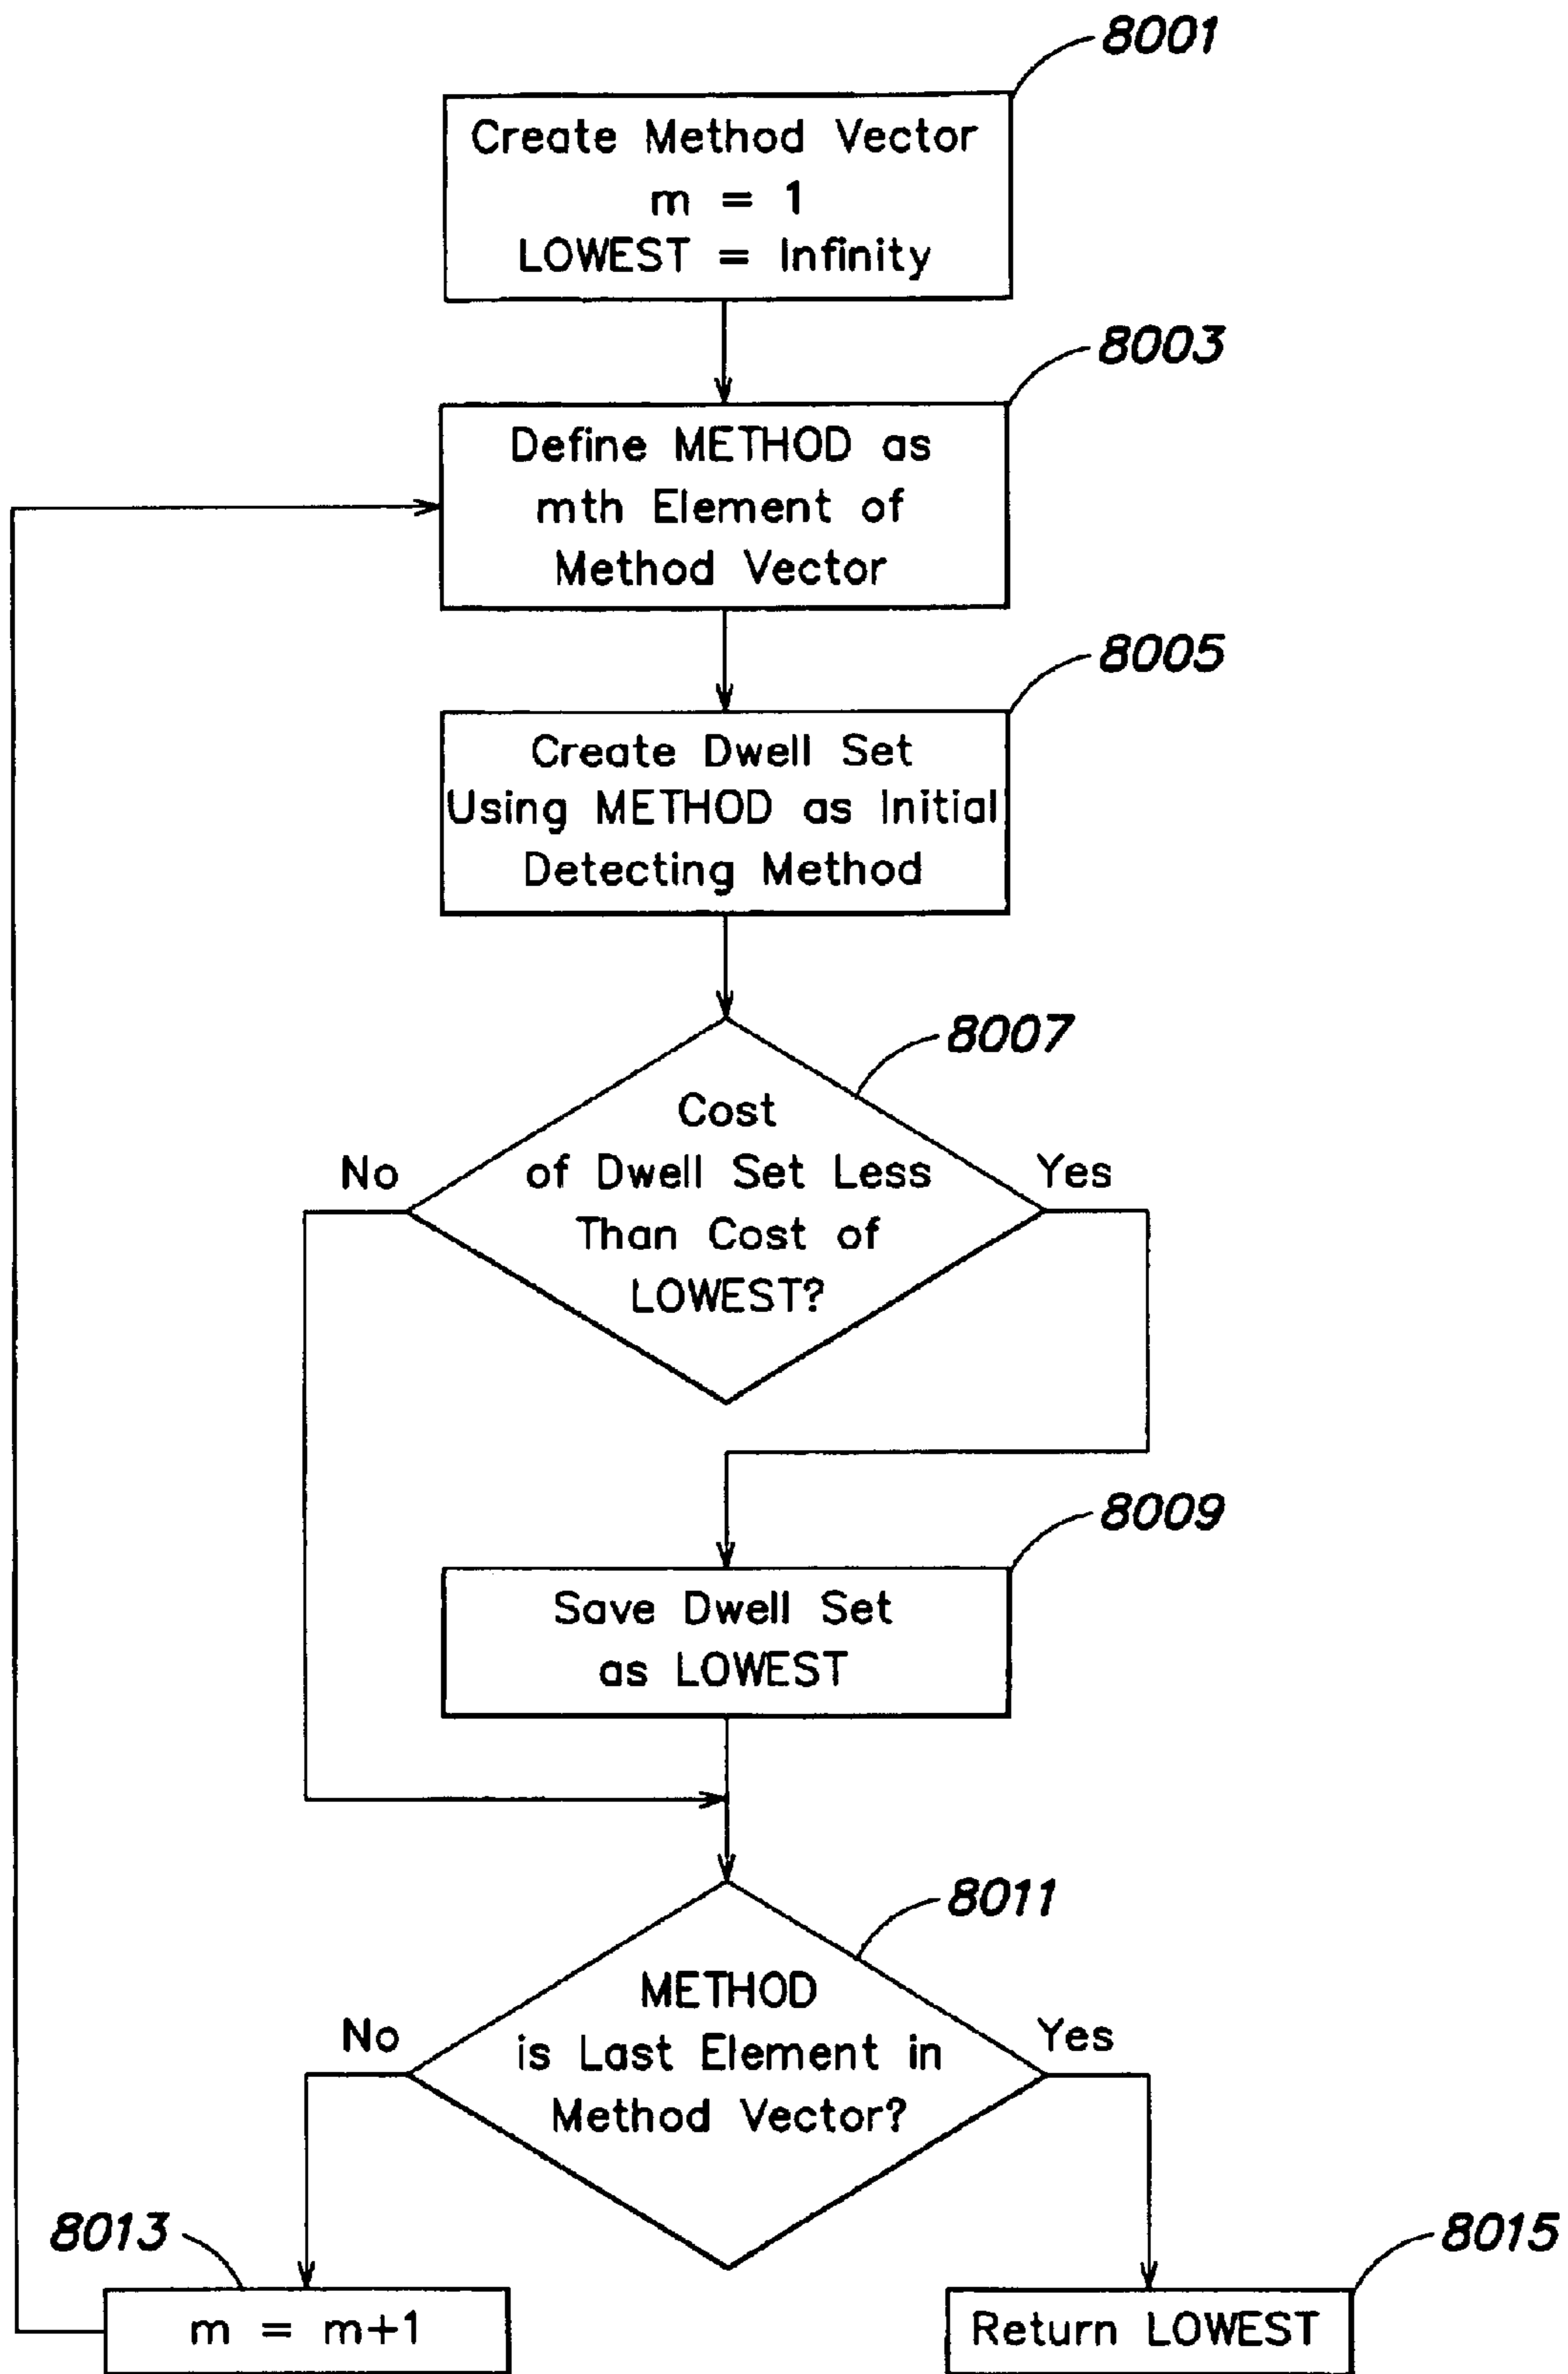 8001
Create Method Vector
m = 1
LOWEST = Infinity
8003
Define METHOD as
mth Element of
Method Vector
8005
Create Dwell Set
Using METHOD as Initial
Detecting Method
8007
Cost
No
of Dwell Set Less
Yes
Than Cost of
LOWEST?
8009
Save Dwell Set
as LOWEST
8011
METHOD
No
is Last Element in
Yes
Method Vector?
8013
8015
m = m+1
Return LOWEST